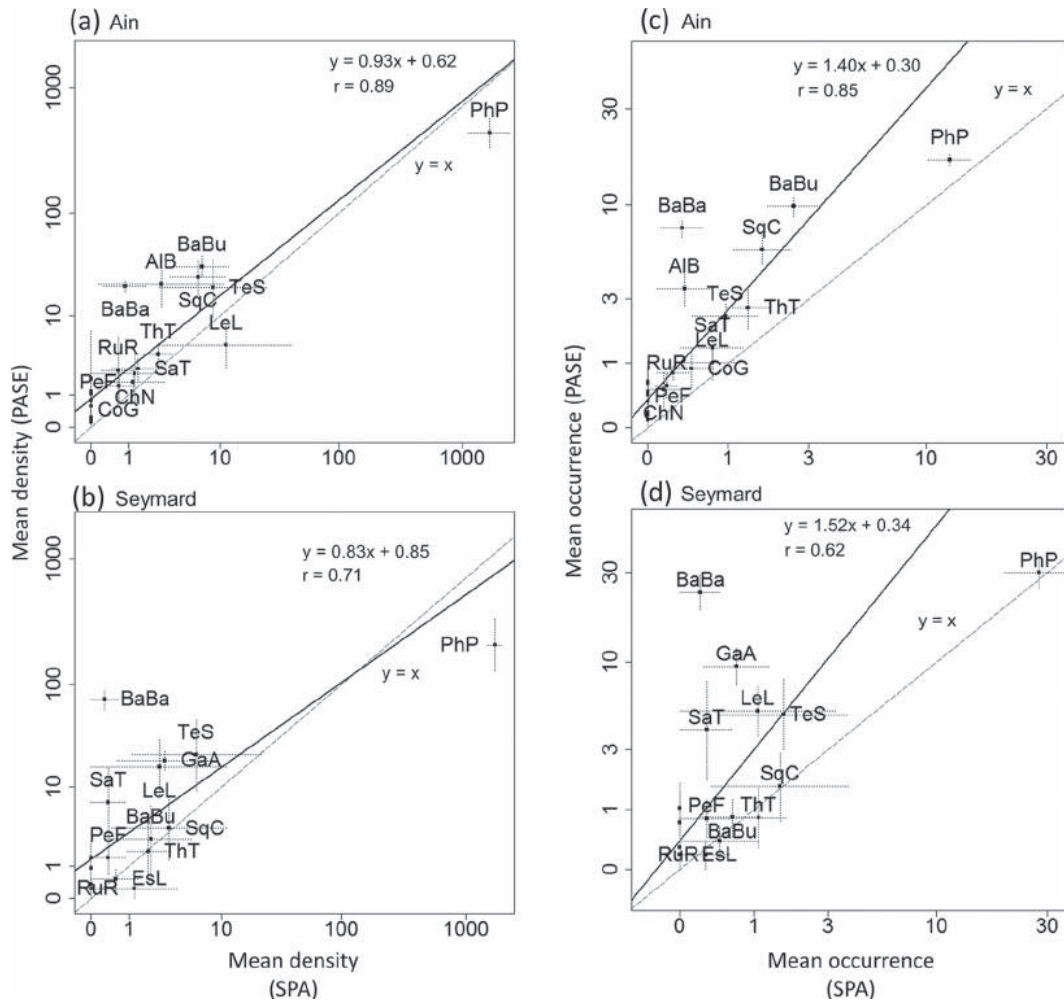 (a) Ain
y = 0.93x + 0.62
r = 0.89
PhP
y = x
BaBu
AlB
BaBa
SqC
TeS
LeL
ThT
RuR
SaT
PeF
ChN
CoG
1000
100
10
1
0
0 1 10 100 1000
Mean density (PASE)
(b) Seymard
y = 0.83x + 0.85
r = 0.71
PhP
y = x
BaBa
TeS
GaA
SaT
LeL
BaBu
SqC
PeF
ThT
RuR
EsL
1000
100
10
1
0
0 1 10 100 1000
Mean density
(SPA)
(c) Ain
y = 1.40x + 0.30
r = 0.85
y = x
PhP
BaBu
BaBa
SqC
AlB
TeS
ThT
SaT
LeL
RuR
CoG
PeF
ChN
30
10
3
1
0
0 1 3 10 30
Mean occurrence (PASE)
(d) Seymard
y = 1.52x + 0.34
r = 0.62
PhP
BaBa
y = x
GaA
LeL
SaT
TeS
SqC
PeF
ThT
BaBu
RuR
EsL
30
10
3
1
0
0 1 3 10 30
Mean occurrence
(SPA)